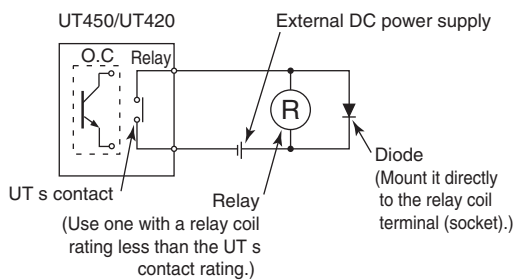 UT450/UT420
External DC power supply
O.C
Relay
R
Diode
(Mount it directly
to the relay coil
terminal (socket).)
UT s contact
Relay
(Use one with a relay coil
rating less than the UT s
contact rating.)